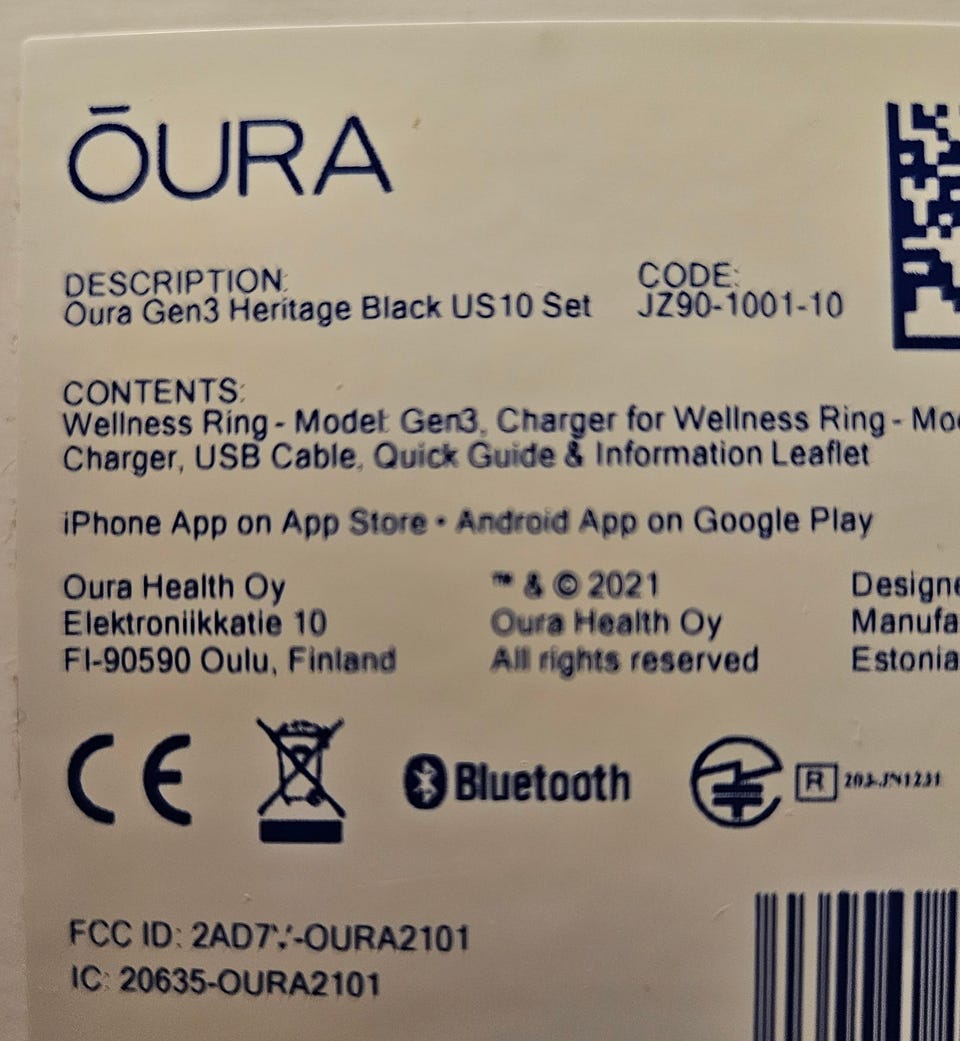 ŌURA
DESCRIPTION:
Oura Gen3 Heritage Black US10 Set
CODE:
JZ90-1001-10
CONTENTS:
Wellness Ring - Model: Gen3, Charger for Wellness Ring -
Charger, USB Cable, Quick Guide & Information Leaflet
iPhone App on App Store • Android App on Google Play
Oura Health Oy
Elektroniikkatie 10
FI-90590 Oulu, Finland
™ & © 2021
Oura Health Oy
All rights reserved
Estonia
CE
Bluetooth
R
FCC ID: -OURA2101
IC: 20635-OURA2101